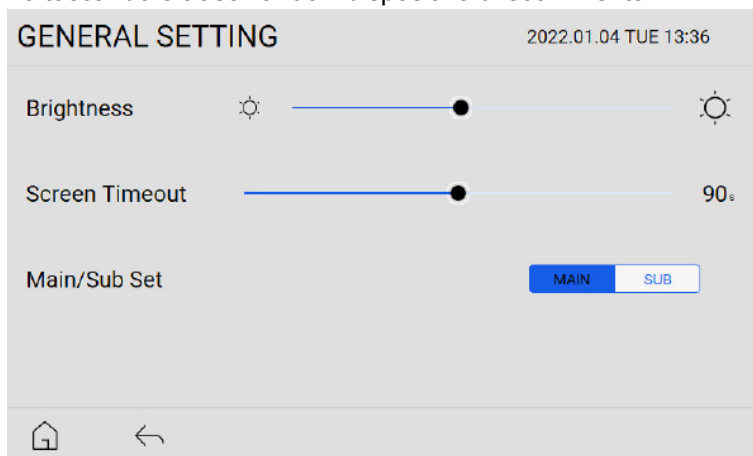 GENERAL SETTING 2022.01.04 TUE 13:36
Brightness
Screen Timeout 90s
Main/Sub Set MAIN SUB